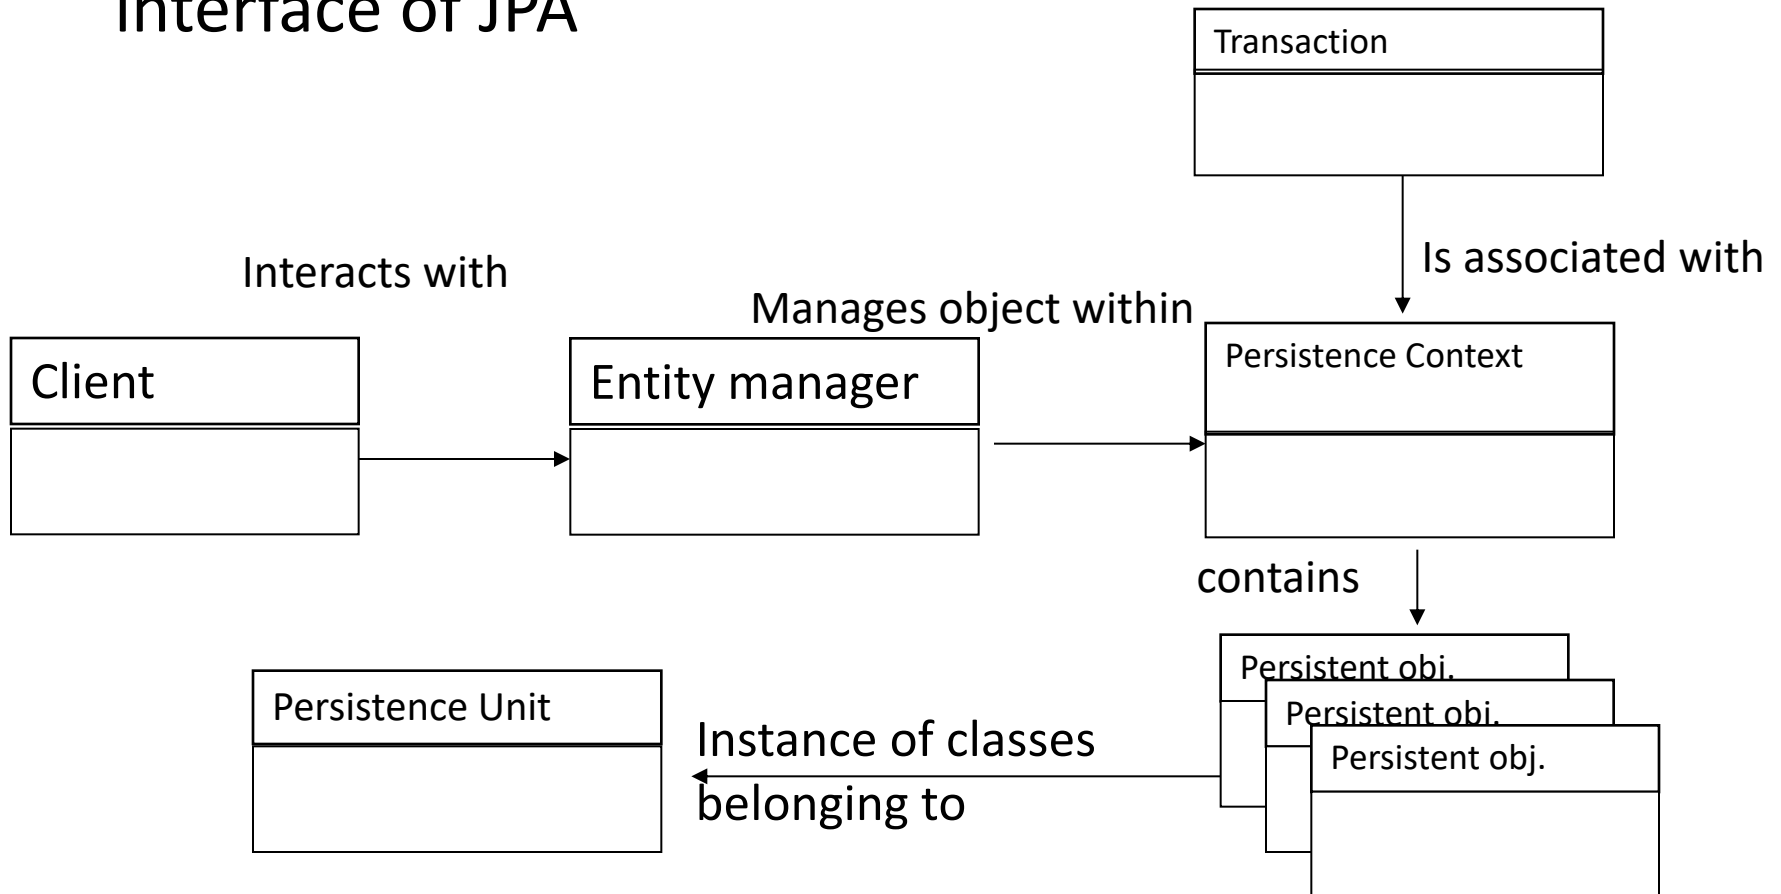 Interface of JPA
Transaction
Is associated with
Interacts with
Manages object within
Client
Entity manager
Persistence Context
contains
Persistent obj.
Persistent obj.
Persistent obj.
Persistence Unit
Instance of classes
belonging to